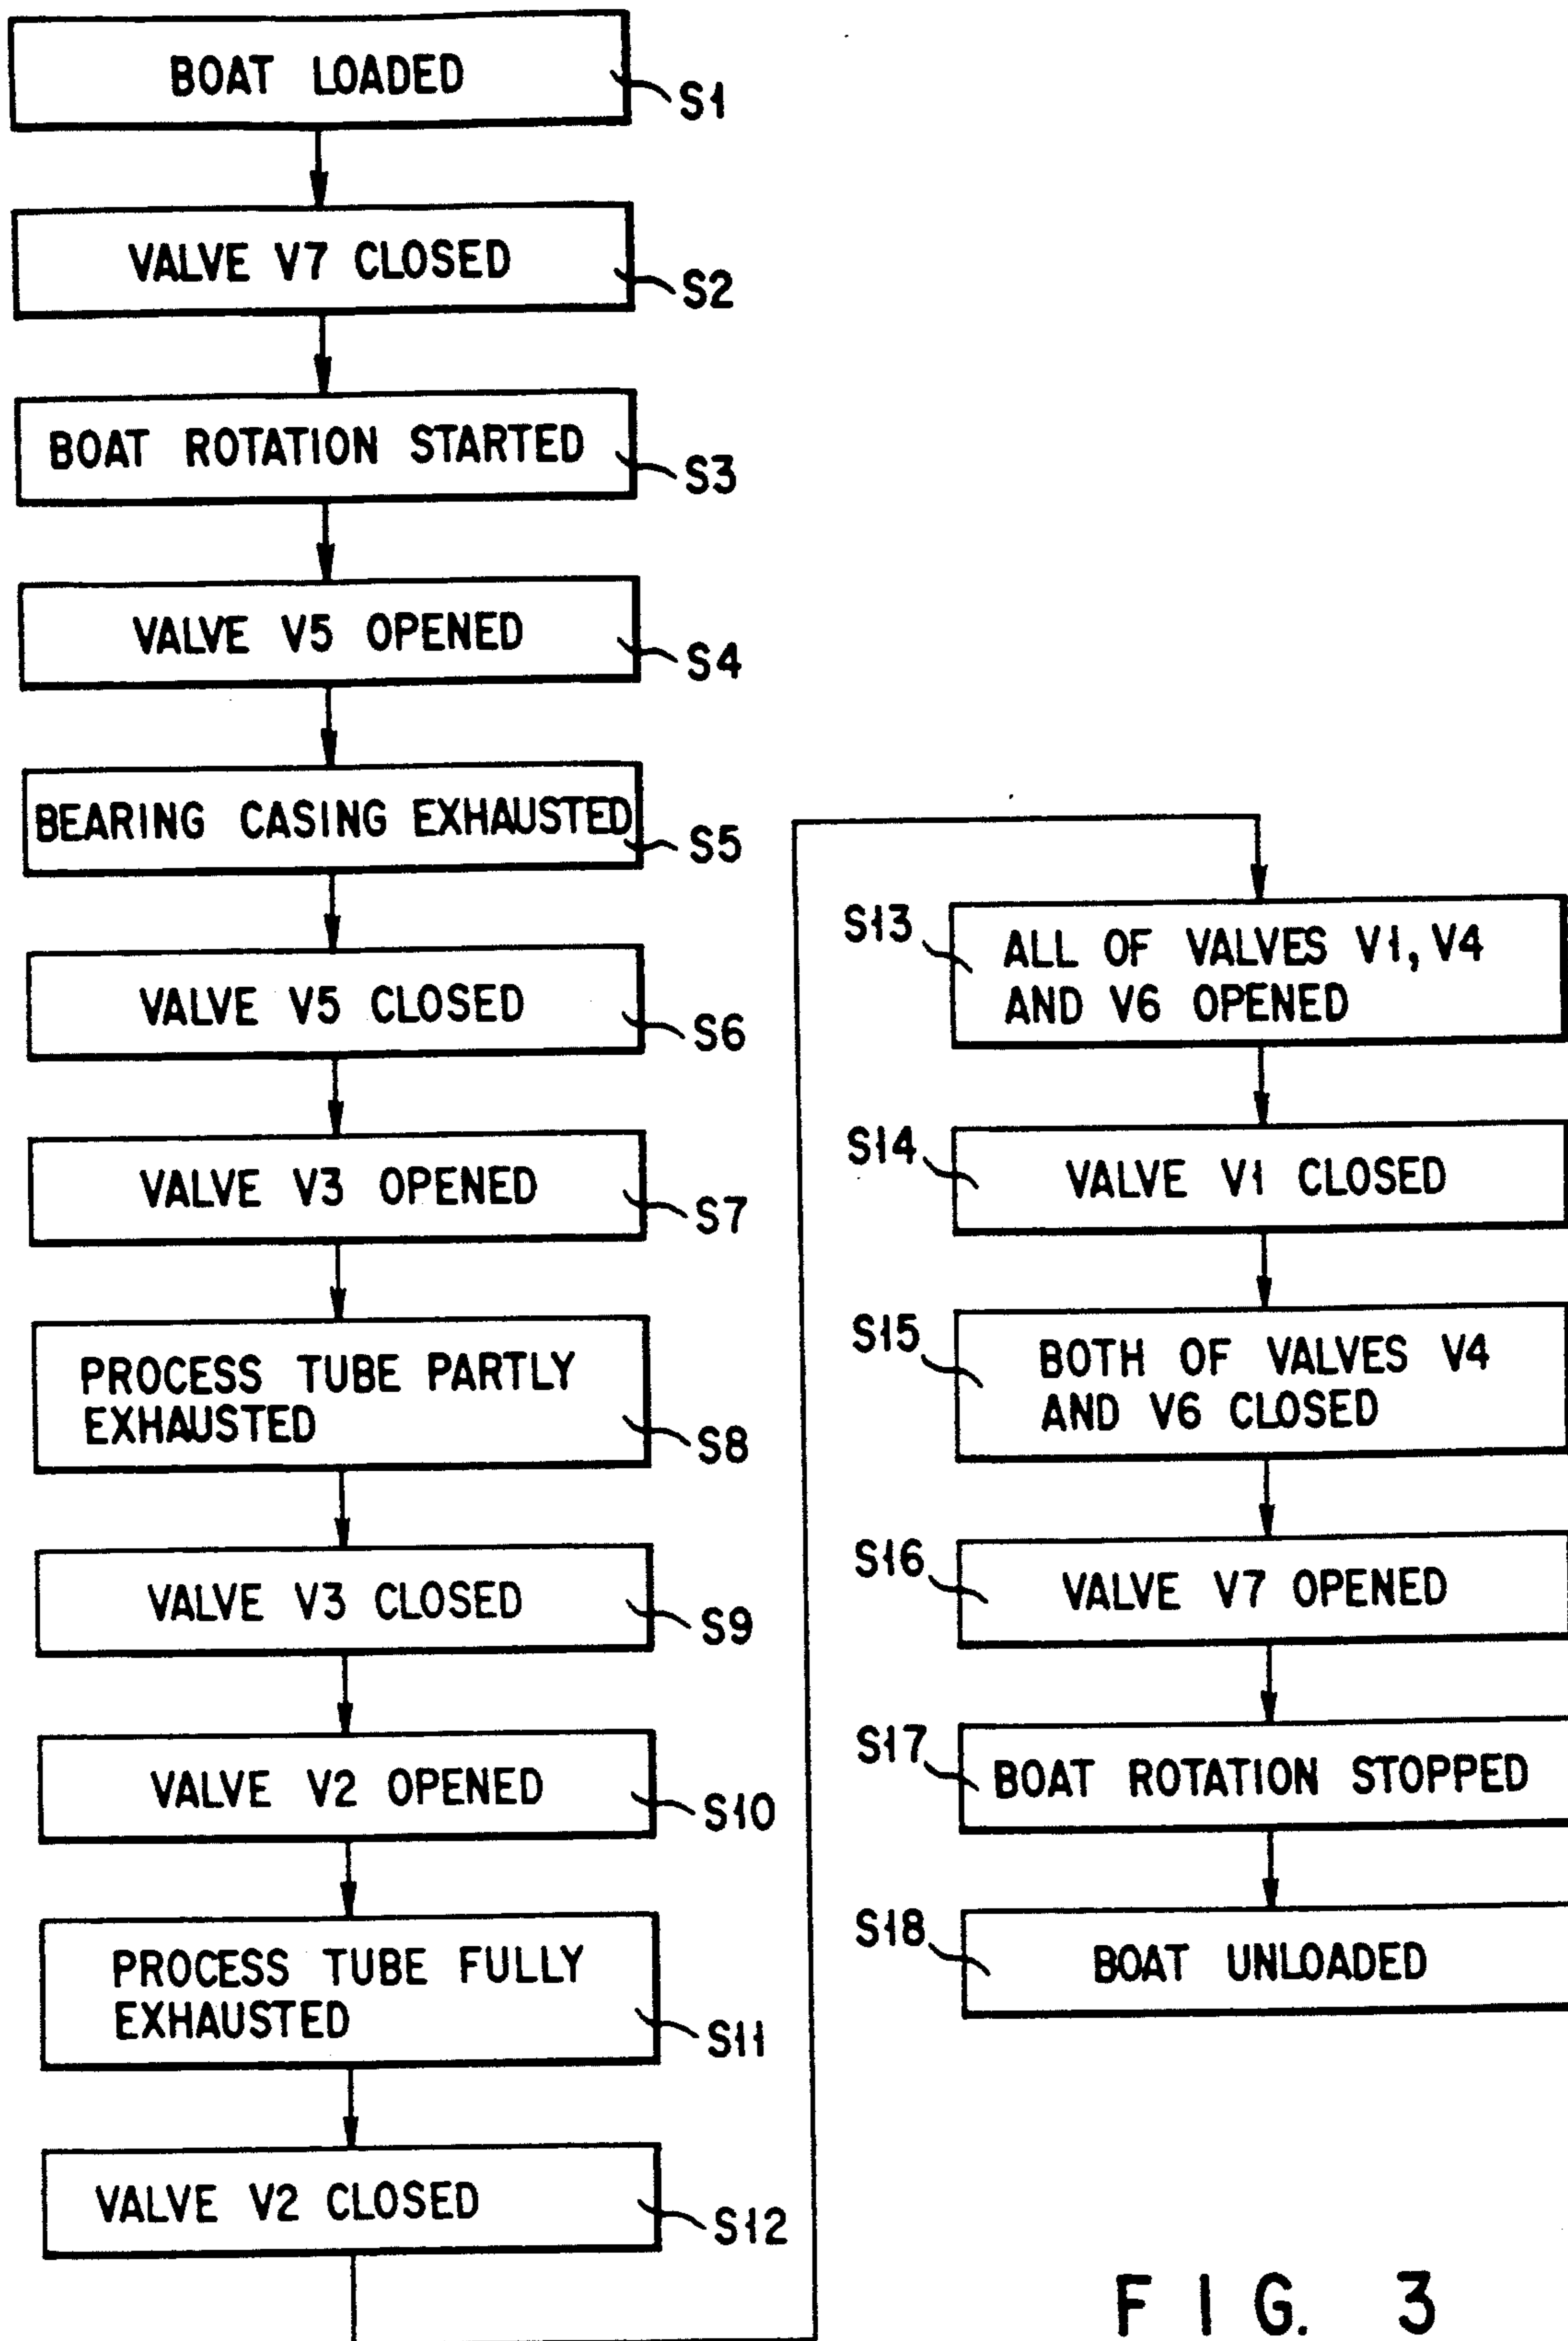 BOAT LOADED
S1
VALVE V7 CLOSED
S2
BOAT ROTATION STARTED
S3
VALVE V5 OPENED
S4
BEARING CASING EXHAUSTED
S5
VALVE V5 CLOSED
S6
VALVE V3 OPENED
S7
PROCESS TUBE PARTLY
EXHAUSTED
S8
VALVE V3 CLOSED
S9
VALVE V2 OPENED
S10
PROCESS TUBE FULLY
EXHAUSTED
S11
VALVE V2 CLOSED
S12
S13
ALL OF VALVES V1, V4
AND V6 OPENED
S14
VALVE V1 CLOSED
S15
BOTH OF VALVES V4
AND V6 CLOSED
S16
VALVE V7 OPENED
S17
BOAT ROTATION STOPPED
S18
BOAT UNLOADED
FIG. 3